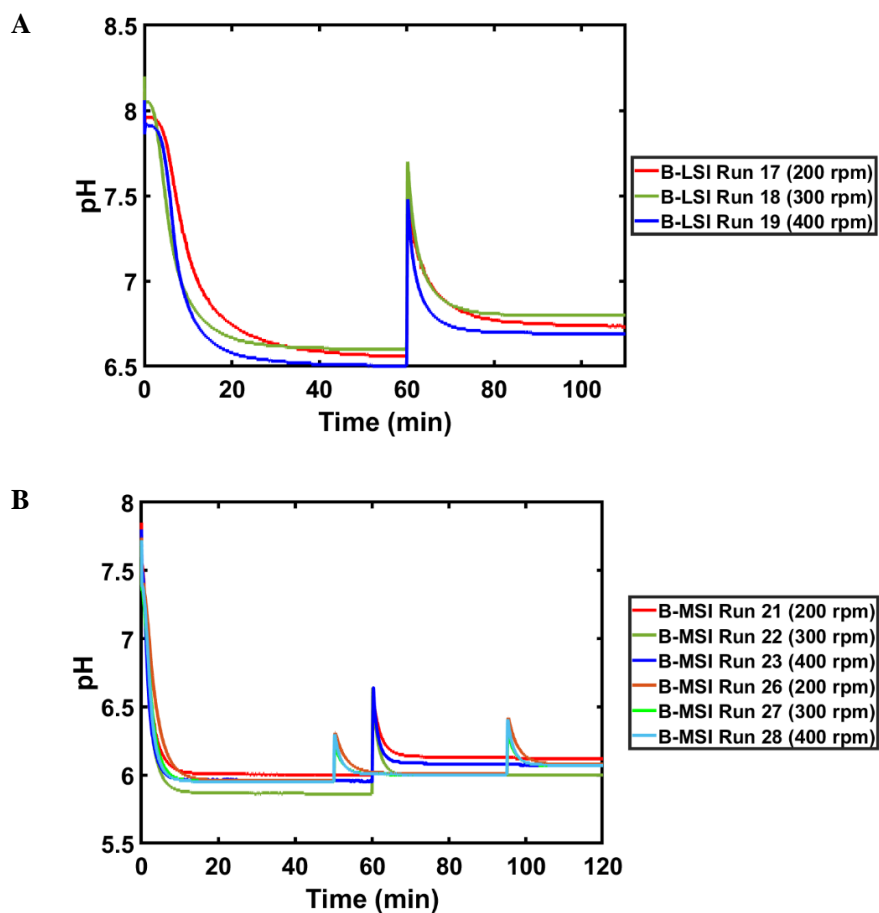 A
8.5
8
7.5
7
6.5
pH
0
20
40
60
80
100
Time (min)
B-LSI Run 17 (200 rpm)
B-LSI Run 18 (300 rpm)
B-LSI Run 19 (400 rpm)
B
8
7.5
7
6.5
6
5.5
pH
0
20
40
60
80
100
120
Time (min)
B-MSI Run 21 (200 rpm)
B-MSI Run 22 (300 rpm)
B-MSI Run 23 (400 rpm)
B-MSI Run 26 (200 rpm)
B-MSI Run 27 (300 rpm)
B-MSI Run 28 (400 rpm)